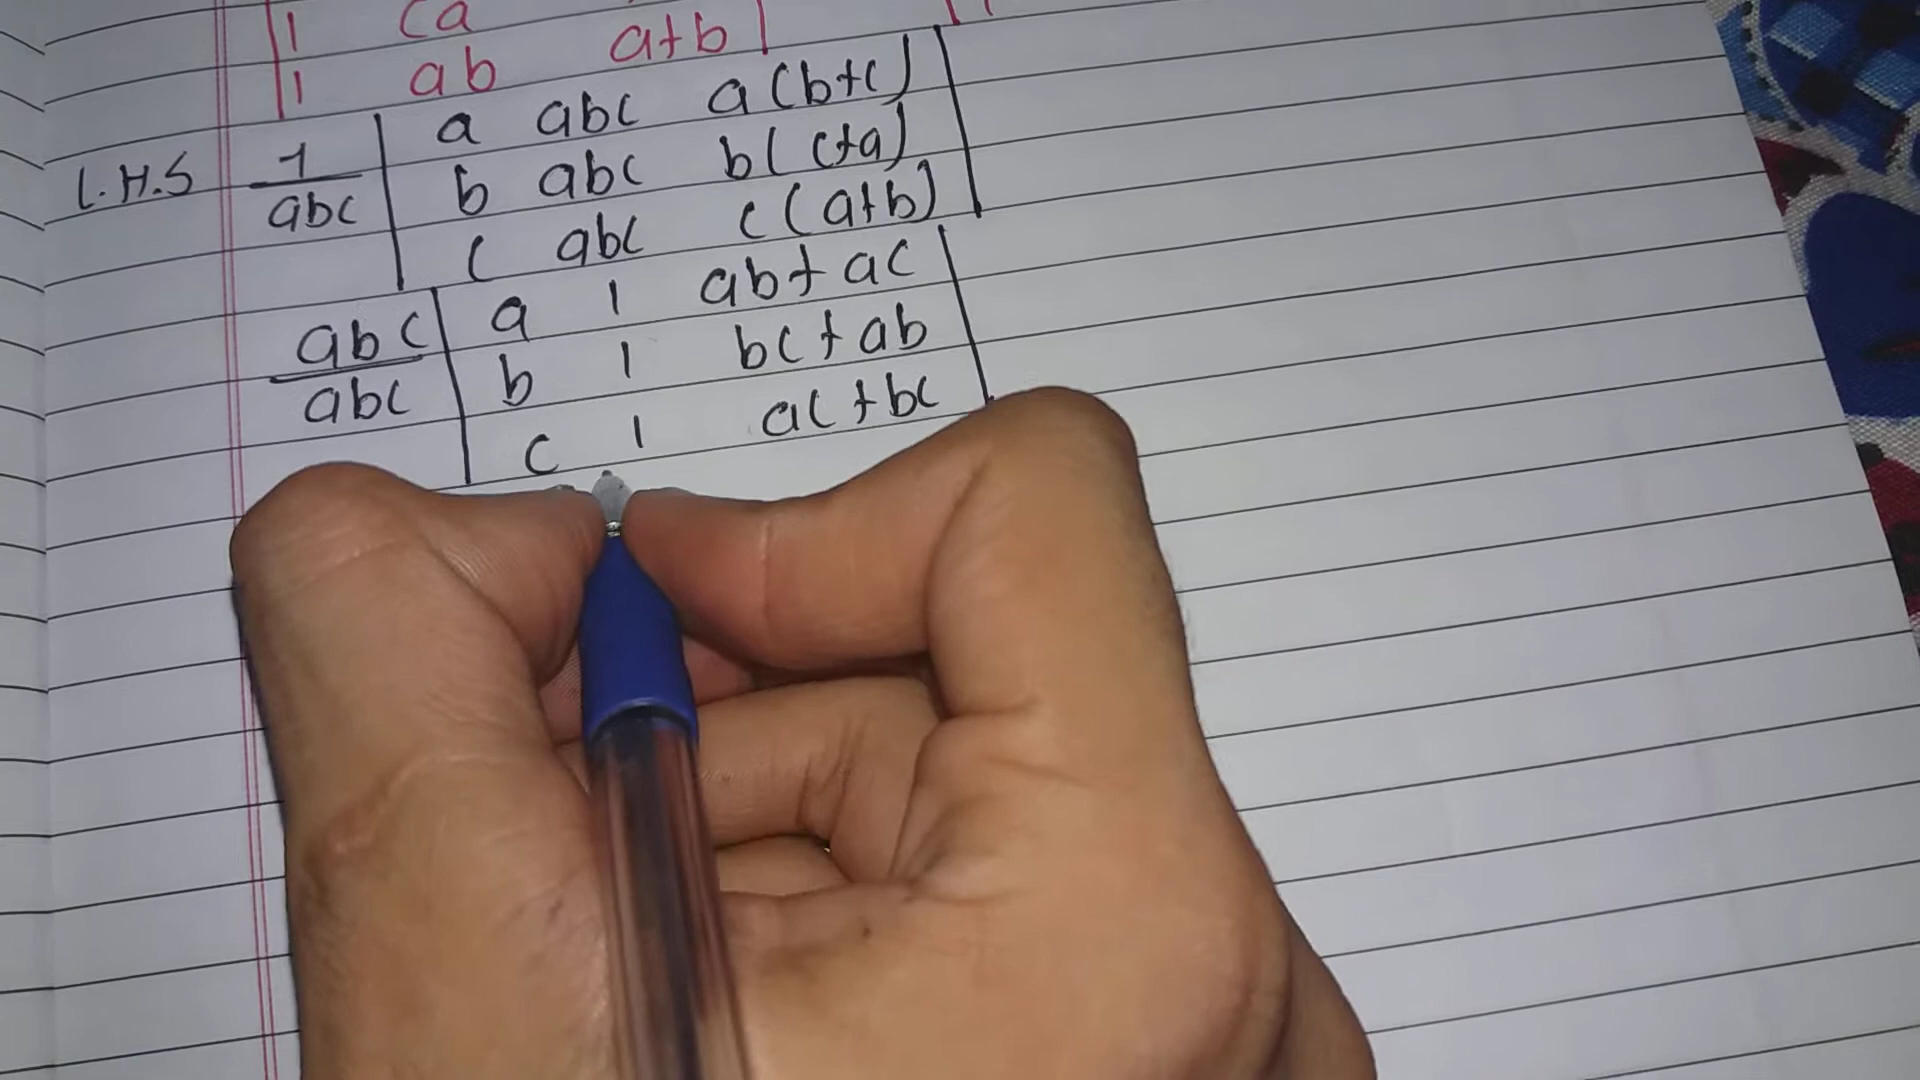 | 1 ca
| 1 ab a+b |
L.H.S 1/abc | a abc a(b+c) |
| b abc b(c+a) |
| c abc c(a+b) |
abc/abc | a 1 ab+ac |
| b 1 bc+ab |
| c 1 ac+bc |